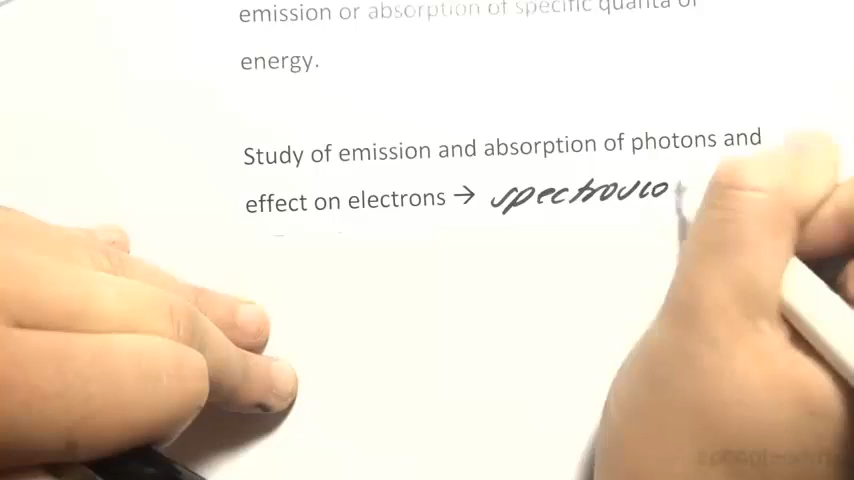 emission or absorption of specific quanta of
energy.
Study of emission and absorption of photons and
effect on electrons → spectrosco